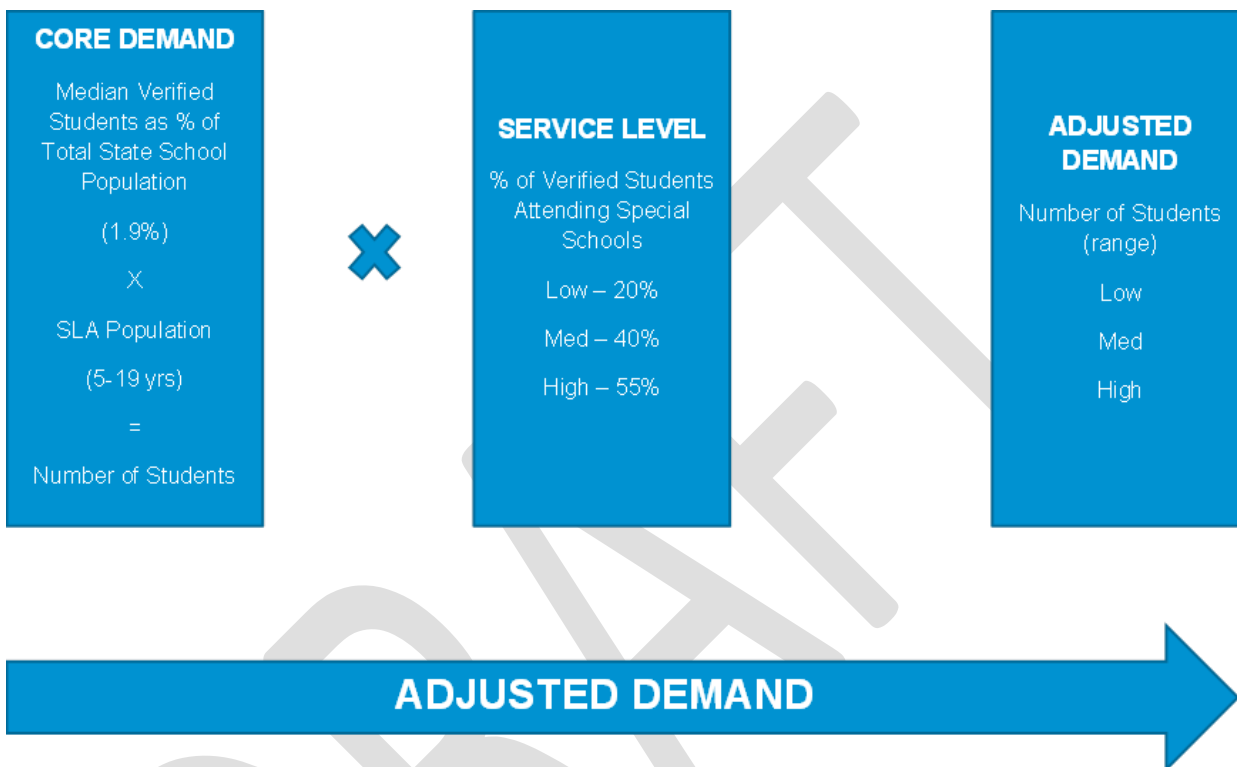 CORE DEMAND
Median Verified
Students as % of
Total State School
Population
(1.9%)
X
SLA Population
(5-19 yrs)
=
Number of Students
SERVICE LEVEL
% of Verified Students
Attending Special
Schools
Low – 20%
Med – 40%
High – 55%
ADJUSTED
DEMAND
Number of Students
(range)
Low
Med
High
ADJUSTED DEMAND
DRAFT